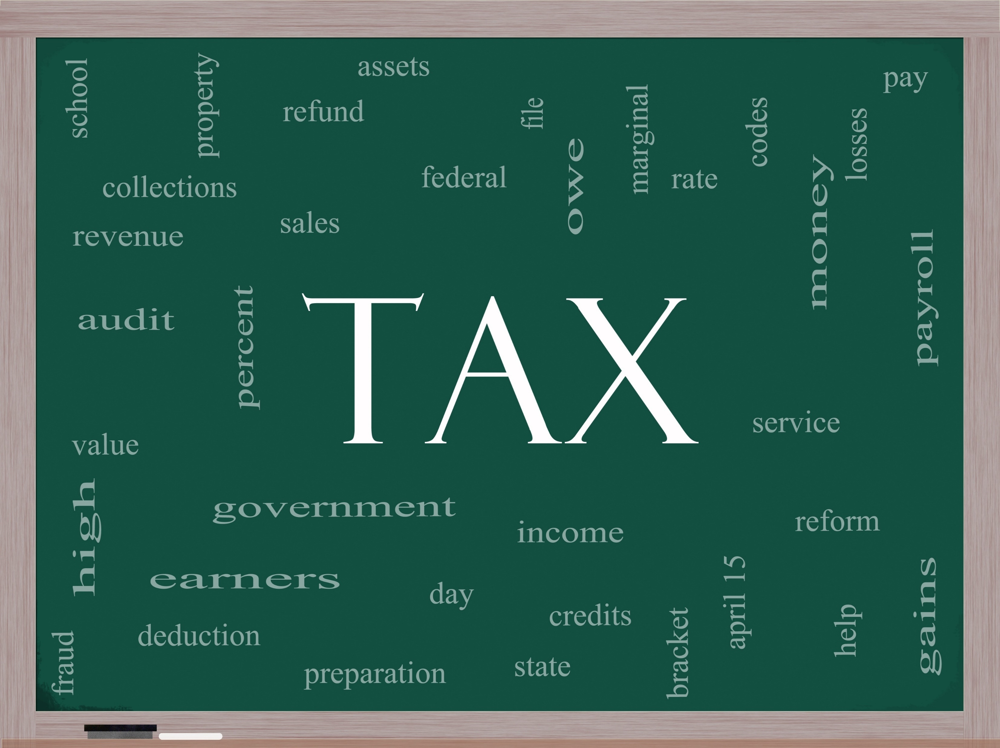 school
property
assets
pay
refund
file
marginal
codes
losses
owe
federal
rate
collections
money
sales
revenue
payroll
audit
percent
TAX
service
value
high
government
income
reform
earners
april 15
gains
day
credits
help
bracket
deduction
fraud
preparation
state